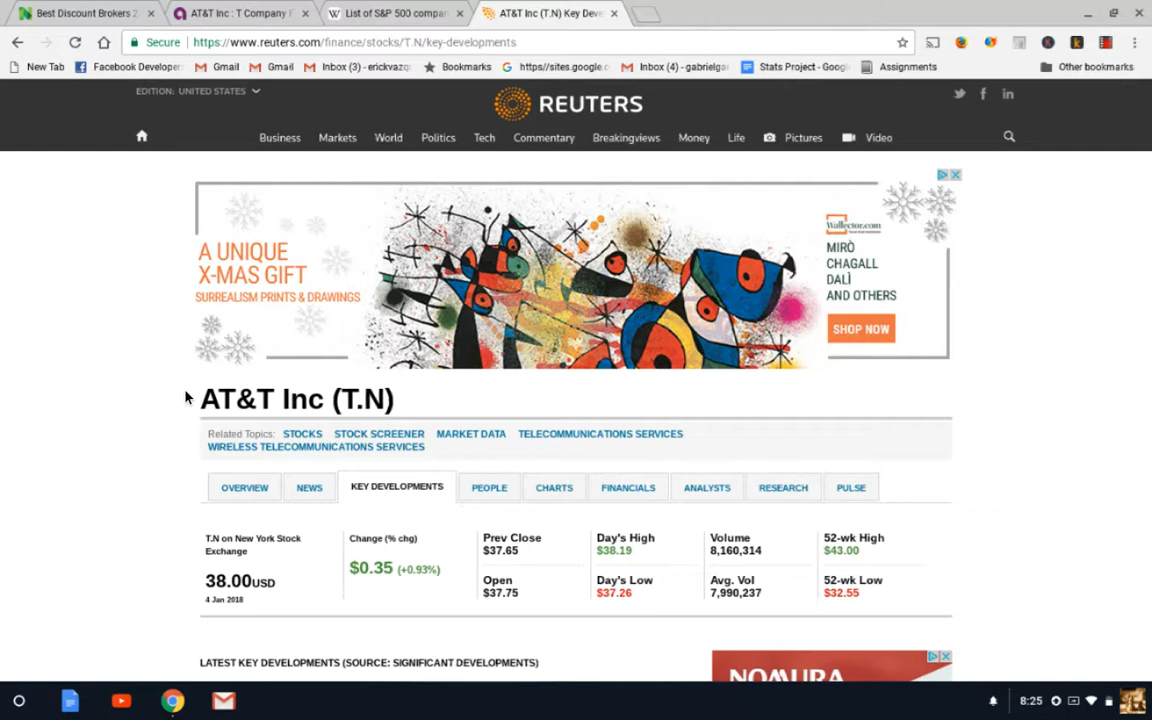 Best Discount Brokers 2
AT&T Inc : T Company F
List of S&P 500 compan
AT&T Inc (T.N) Key Deve
Secure
https://www.reuters.com/finance/stocks/T.N/key-developments
New Tab
Facebook Developer
Gmail
Gmail
Inbox (3) - erickvazq
Bookmarks
https//sites.google.c
Inbox (4) - gabrielga
Stats Project - Goog
Assignments
Other bookmarks
EDITION: UNITED STATES
REUTERS
Business Markets World Politics Tech Commentary Breakingviews Money Life Pictures Video
A UNIQUE
X-MAS GIFT
SURREALISM PRINTS & DRAWINGS
Wallector.com
MIRÒ
CHAGALL
DALÌ
AND OTHERS
SHOP NOW
AT&T Inc (T.N)
Related Topics: STOCKS STOCK SCREENER MARKET DATA TELECOMMUNICATIONS SERVICES
WIRELESS TELECOMMUNICATIONS SERVICES
OVERVIEW NEWS KEY DEVELOPMENTS PEOPLE CHARTS FINANCIALS ANALYSTS RESEARCH PULSE
T.N on New York Stock
Exchange
38.00USD
4 Jan 2018
Change (% chg)
$0.35 (+0.93%)
Prev Close
$37.65
Open
$37.75
Day's High
$38.19
Day's Low
$37.26
Volume
8,160,314
Avg. Vol
7,990,237
52-wk High
$43.00
52-wk Low
$32.55
LATEST KEY DEVELOPMENTS (SOURCE: SIGNIFICANT DEVELOPMENTS)
NOMURA
8:25